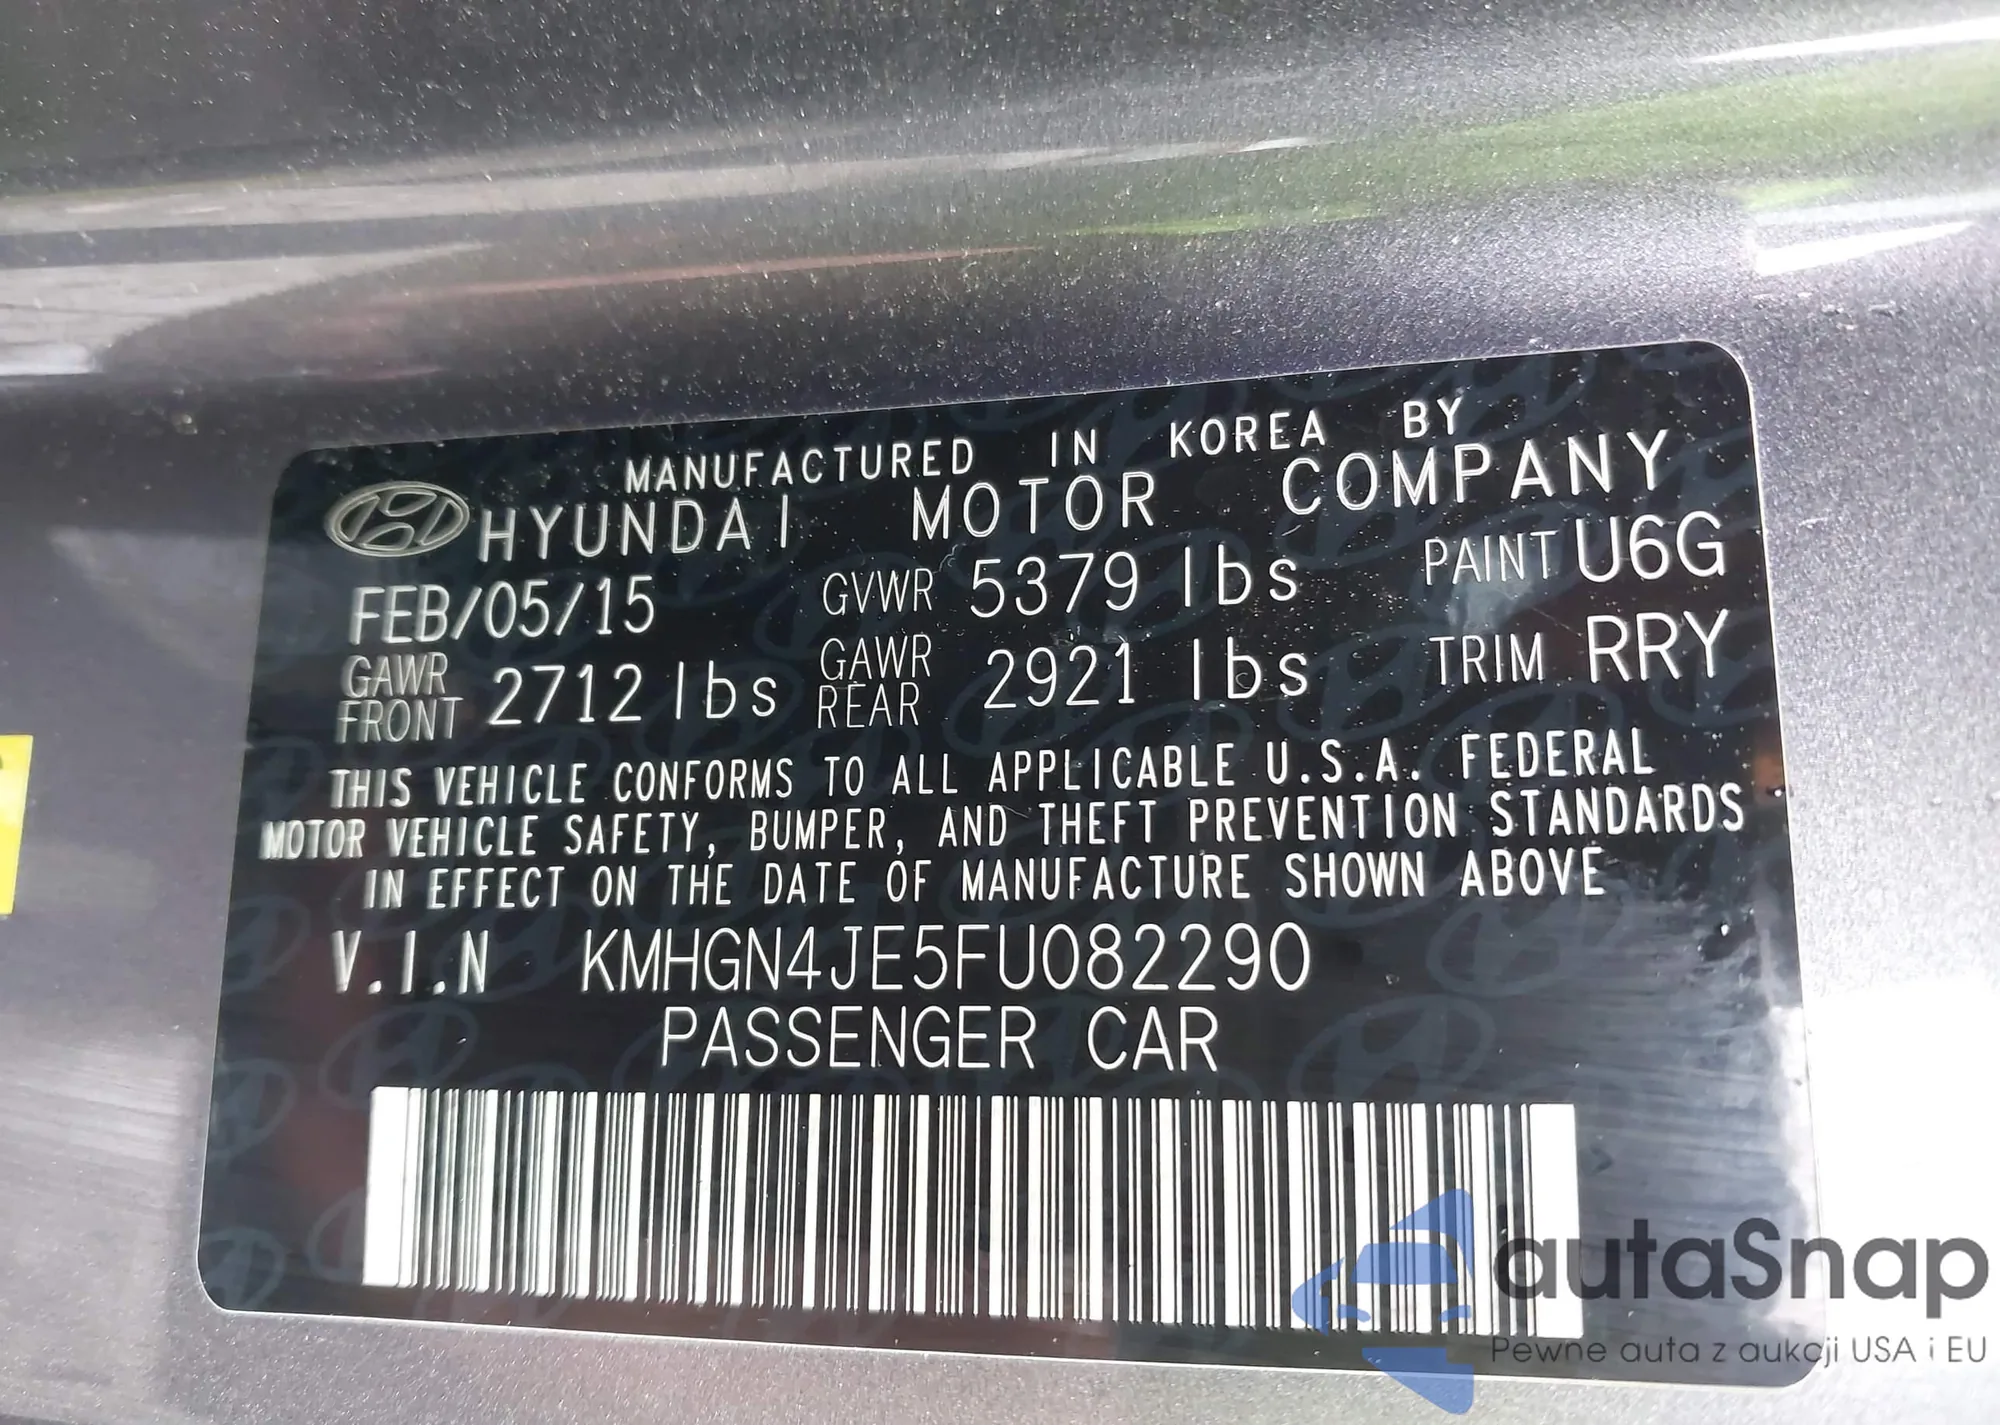 MANUFACTURED IN KOREA BY
HYUNDAI MOTOR COMPANY
FEB/05/15 GVWR 5379 lbs PAINT U6G
GAWR FRONT 2712 lbs GAWR REAR 2921 lbs TRIM RRY
THIS VEHICLE CONFORMS TO ALL APPLICABLE U.S.A. FEDERAL
MOTOR VEHICLE SAFETY, BUMPER, AND THEFT PREVENTION STANDARDS
IN EFFECT ON THE DATE OF MANUFACTURE SHOWN ABOVE
V.I.N KMHGN4JE5FU082290
PASSENGER CAR
autaSnap
Pewne auta z aukcji USA i EU